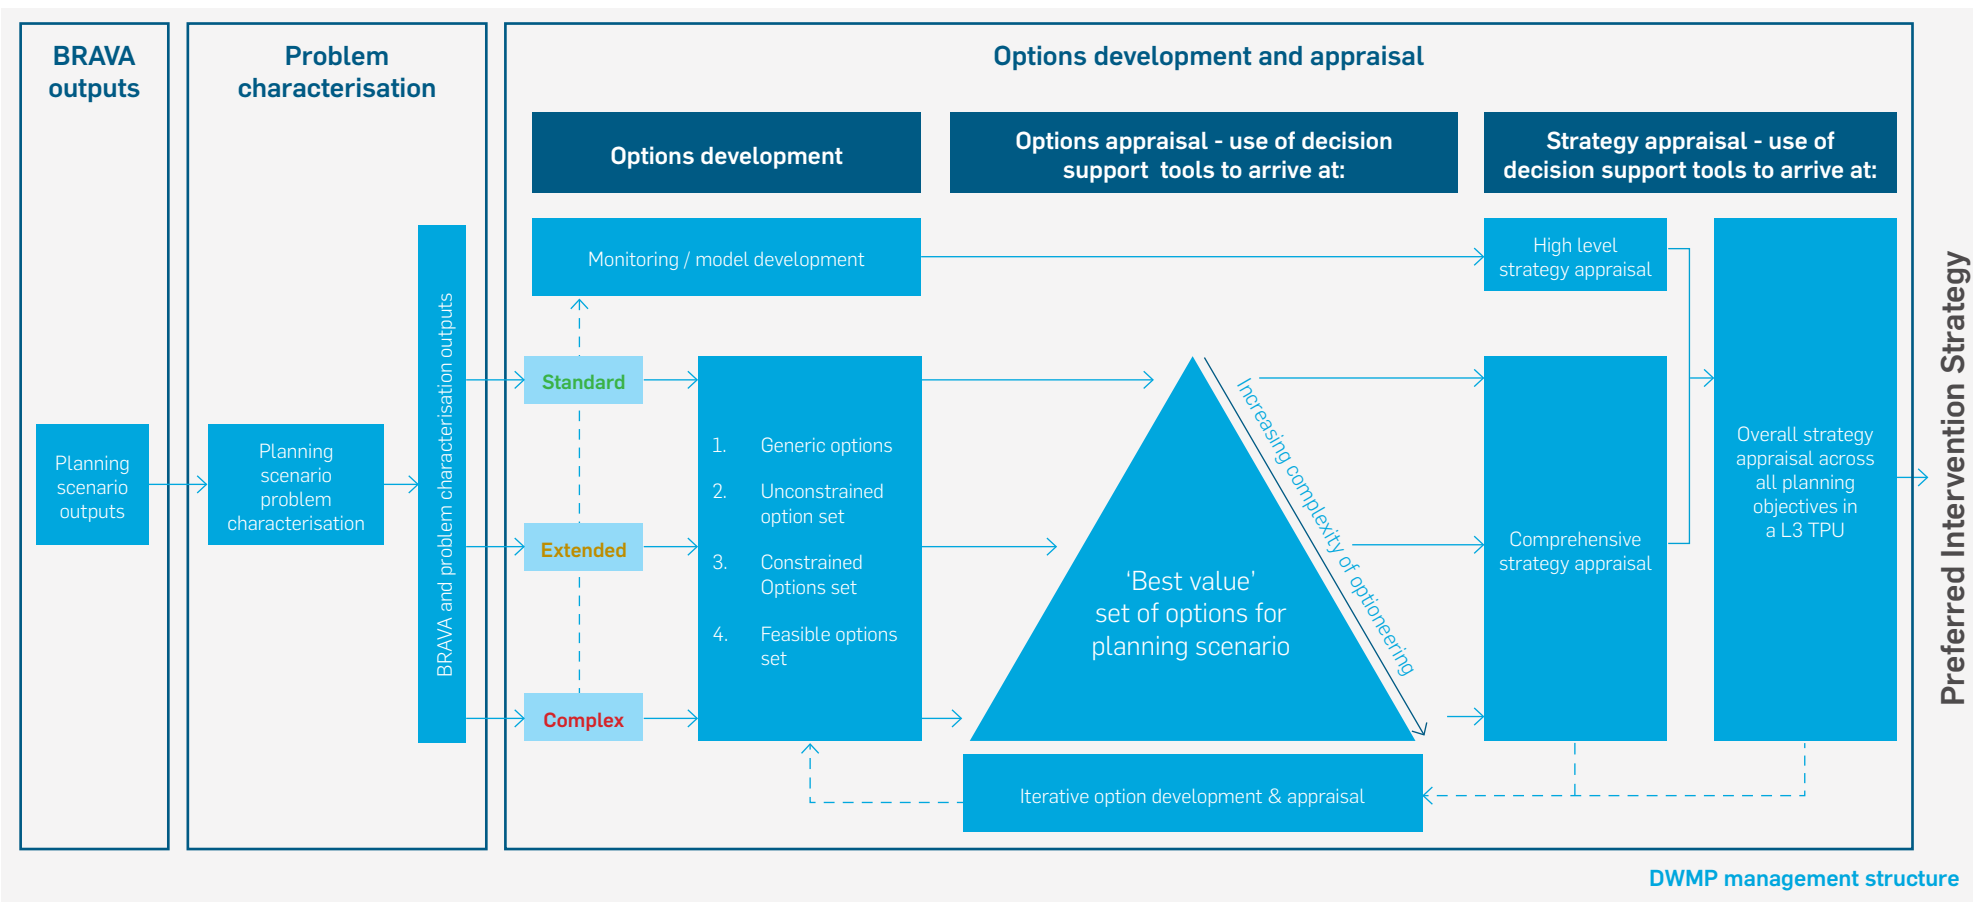 BRAVA
outputs
Problem
characterisation
Options development and appraisal
Options development
Options appraisal - use of decision
support tools to arrive at:
Strategy appraisal - use of
decision support tools to arrive at:
Planning
scenario
outputs
Planning
scenario
problem
characterisation
BRAVA and problem characterisation outputs
Monitoring / model development
Standard
Extended
Complex
1. Generic options
2. Unconstrained
option set
3. Constrained
Options set
4. Feasible options
set
‘Best value’
set of options for
planning scenario
Increasing complexity of optioneering
Iterative option development & appraisal
High level
strategy appraisal
Comprehensive
strategy appraisal
Overall strategy
appraisal across
all planning
objectives in
a L3 TPU
Preferred Intervention Strategy
DWMP management structure